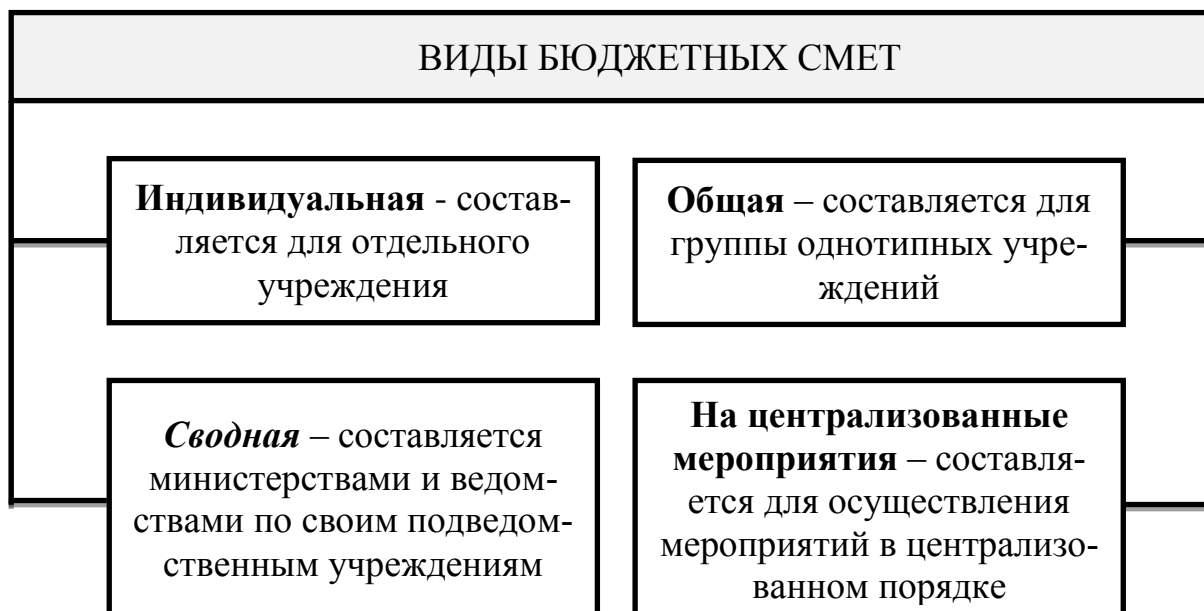 ВИДЫ БЮДЖЕТНЫХ СМЕТ
Индивидуальная - состав-
ляется для отдельного
учреждения
Общая – составляется для
группы однотипных учре-
ждений
Сводная – составляется
министерствами и ведом-
ствами по своим подведом-
ственным учреждениям
На централизованные
мероприятия – составля-
ется для осуществления
мероприятий в централизо-
ванном порядке